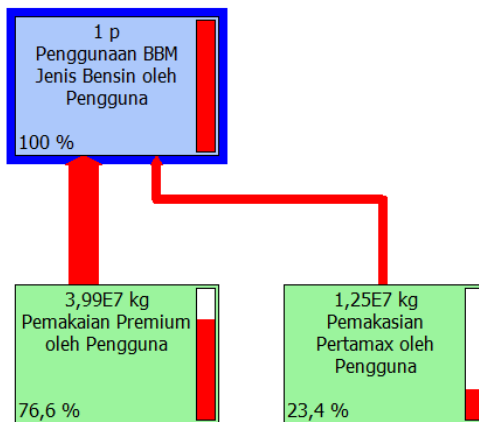 1 p
Penggunaan BBM
Jenis Bensin oleh
Pengguna
100 %
3,99E7 kg
Pemakaian Premium
oleh Pengguna
76,6 %
1,25E7 kg
Pemakasian
Pertamax oleh
Pengguna
23,4 %